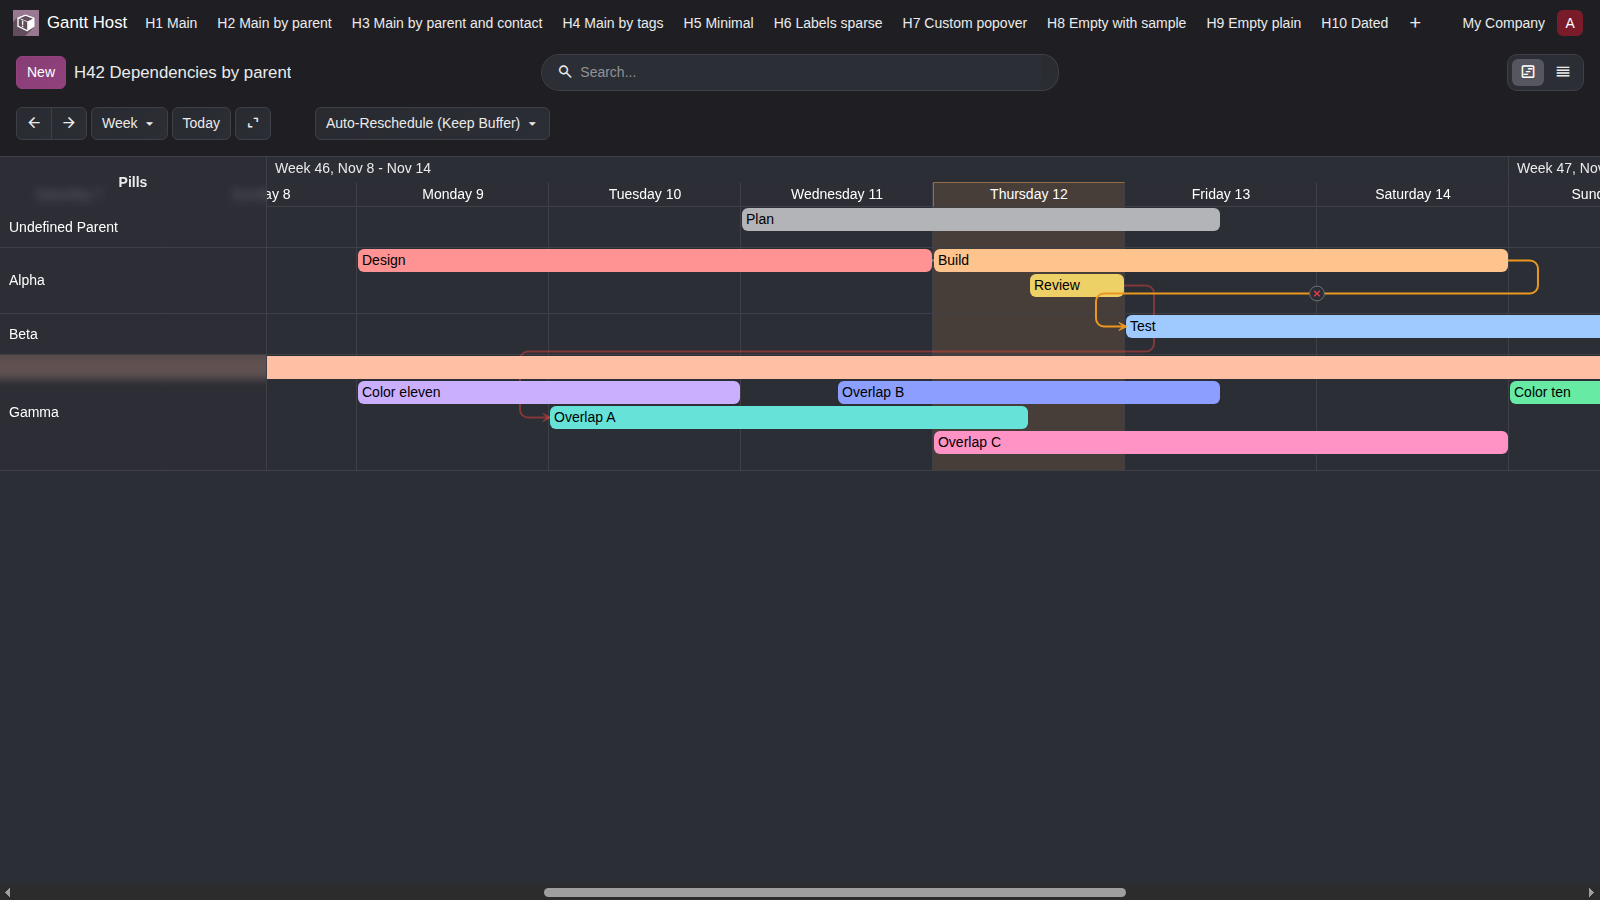 Gantt Host H1 Main H2 Main by parent H3 Main by parent and contact H4 Main by tags H5 Minimal H6 Labels sparse H7 Custom popover H8 Empty with sample H9 Empty plain H10 Dated + My Company A
New H42 Dependencies by parent Search...
Week Today Auto-Reschedule (Keep Buffer)
Week 46, Nov 8 - Nov 14 Week 47, Nov
Pills
ay 8 Monday 9 Tuesday 10 Wednesday 11 Thursday 12 Friday 13 Saturday 14 Sund
Plan
Undefined Parent
Design Build
Alpha
Review
Test
Beta
Color eleven Overlap B Color ten
Gamma
Overlap A
Overlap C